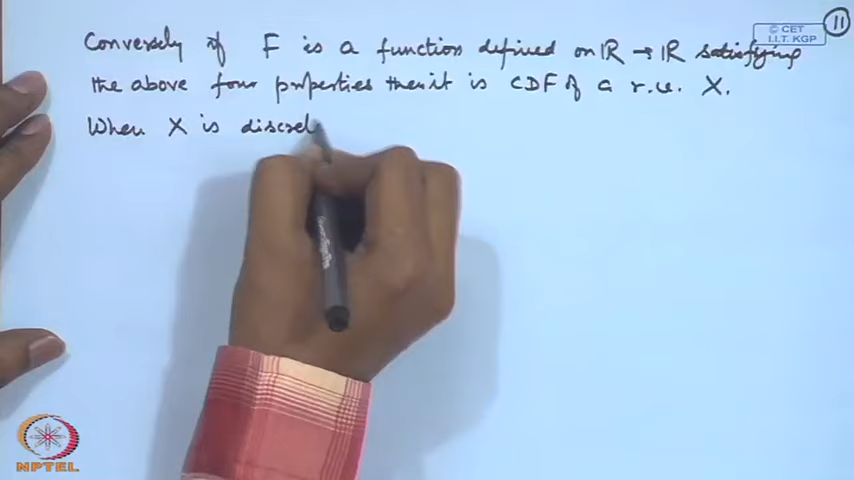 11
© CET
I.I.T. KGP
Conversely if F is a function defined on ℝ → ℝ satisfying
the above four properties then it is CDF of a r.v. X.
When X is discret
NPTEL